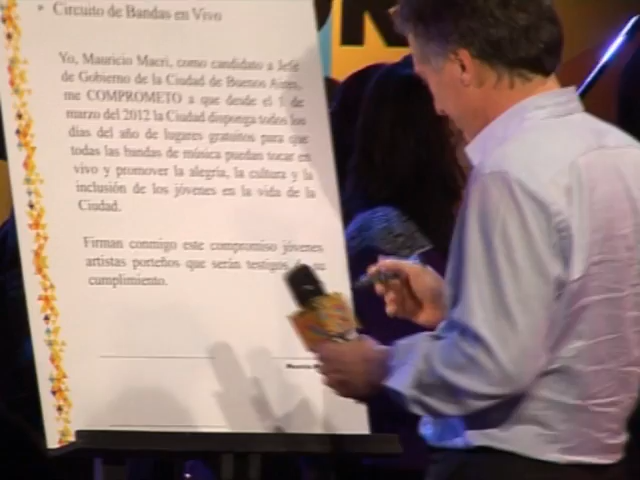 • Circuito de Bandas en Vivo
Yo, Mauricio Macri, como candidato a Jefe
de Gobierno de la Ciudad de Buenos Aires,
me COMPROMETO a que desde el 1 de
marzo del 2012 la Ciudad disponga todos los
días del año de lugares gratuitos para que
todas las bandas de música puedan tocar en
vivo y promover la alegría, la cultura y la
inclusión de los jóvenes en la vida de la
Ciudad.
Firman conmigo este compromiso jóvenes
artistas porteños que serán testigos de su
cumplimiento.